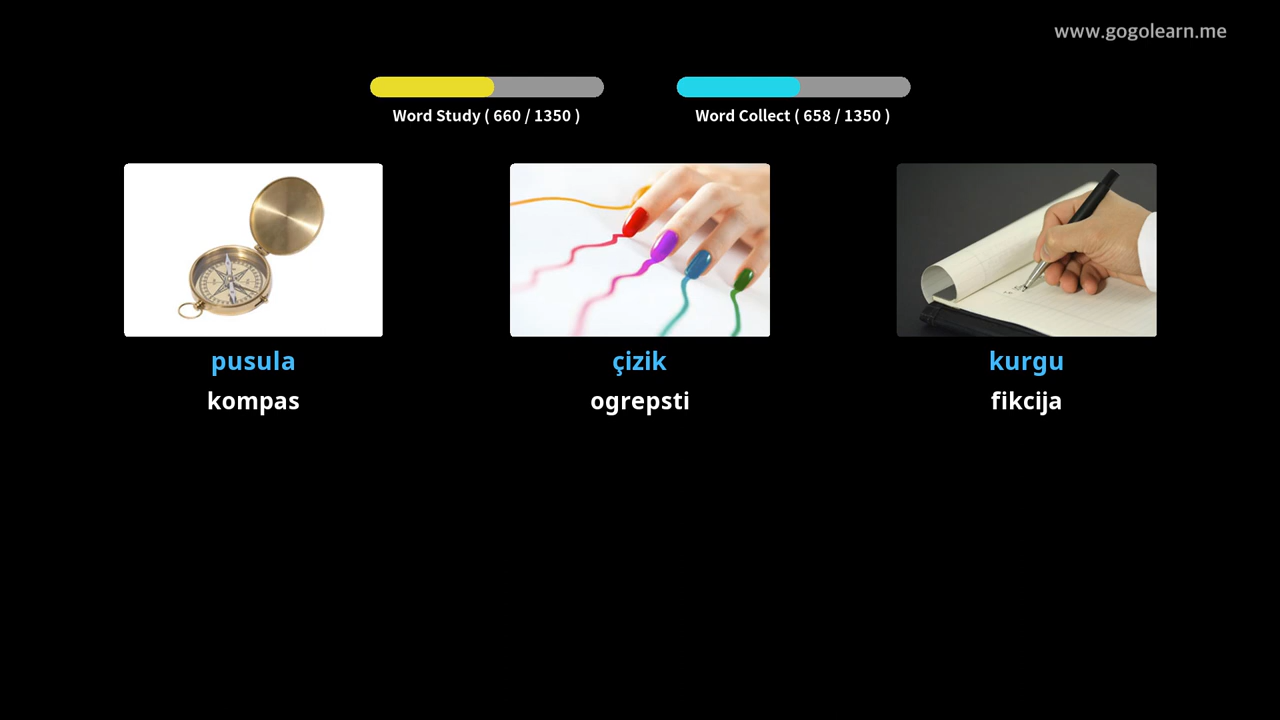 www.gogolearn.me
Word Study ( 660 / 1350 )
Word Collect ( 658 / 1350 )
pusula
çizik
kurgu
kompas
ogrepsti
fikcija